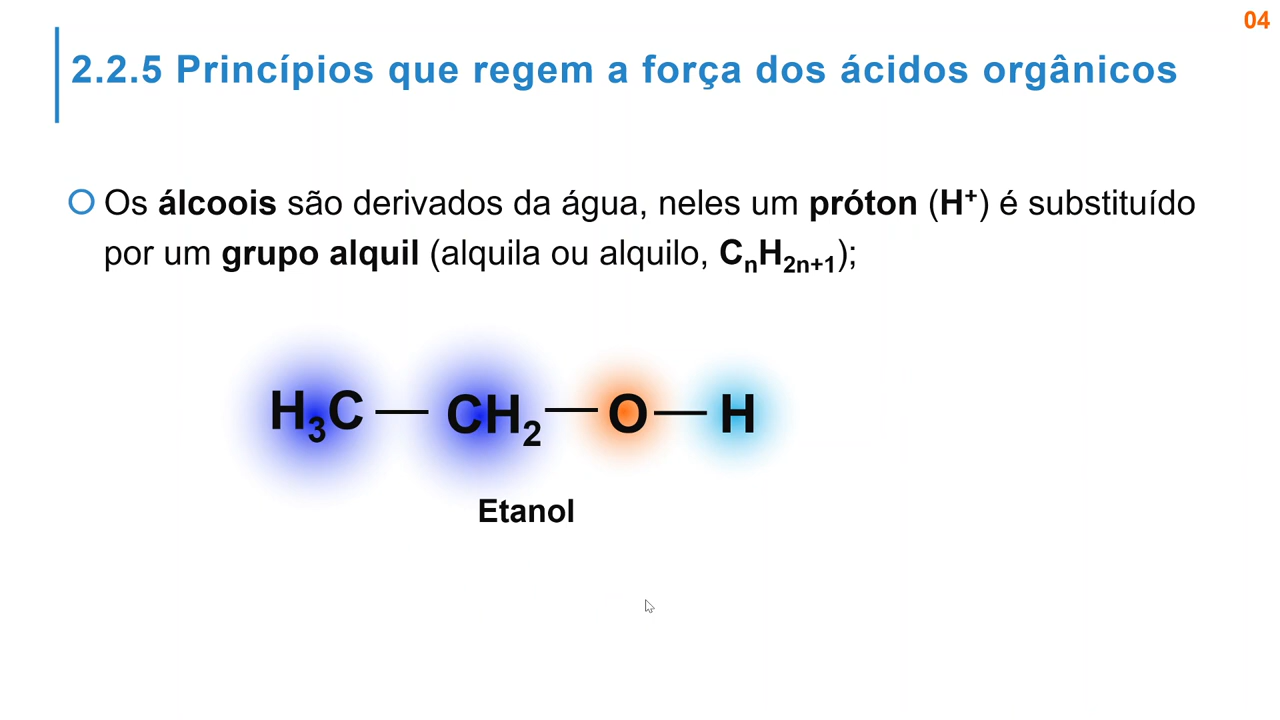 04
2.2.5 Princípios que regem a força dos ácidos orgânicos
Os álcoois são derivados da água, neles um próton (H⁺) é substituído
por um grupo alquil (alquila ou alquilo, CₙH₂ₙ₊₁);
H₃C — CH₂ — O — H
Etanol